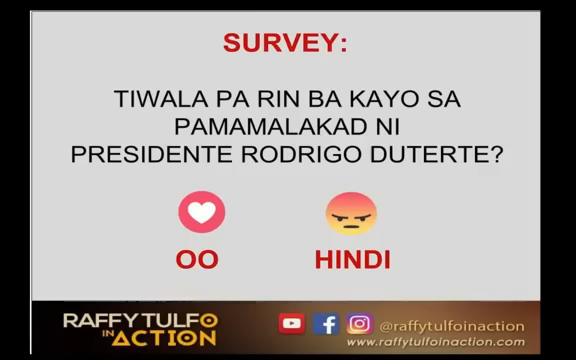 SURVEY:
TIWALA PA RIN BA KAYO SA
PAMAMALAKAD NI
PRESIDENTE RODRIGO DUTERTE?
OO
HINDI
RAFFY TULFO
IN ACTION
@raffytulfoinaction
www.raffytulfoinaction.com